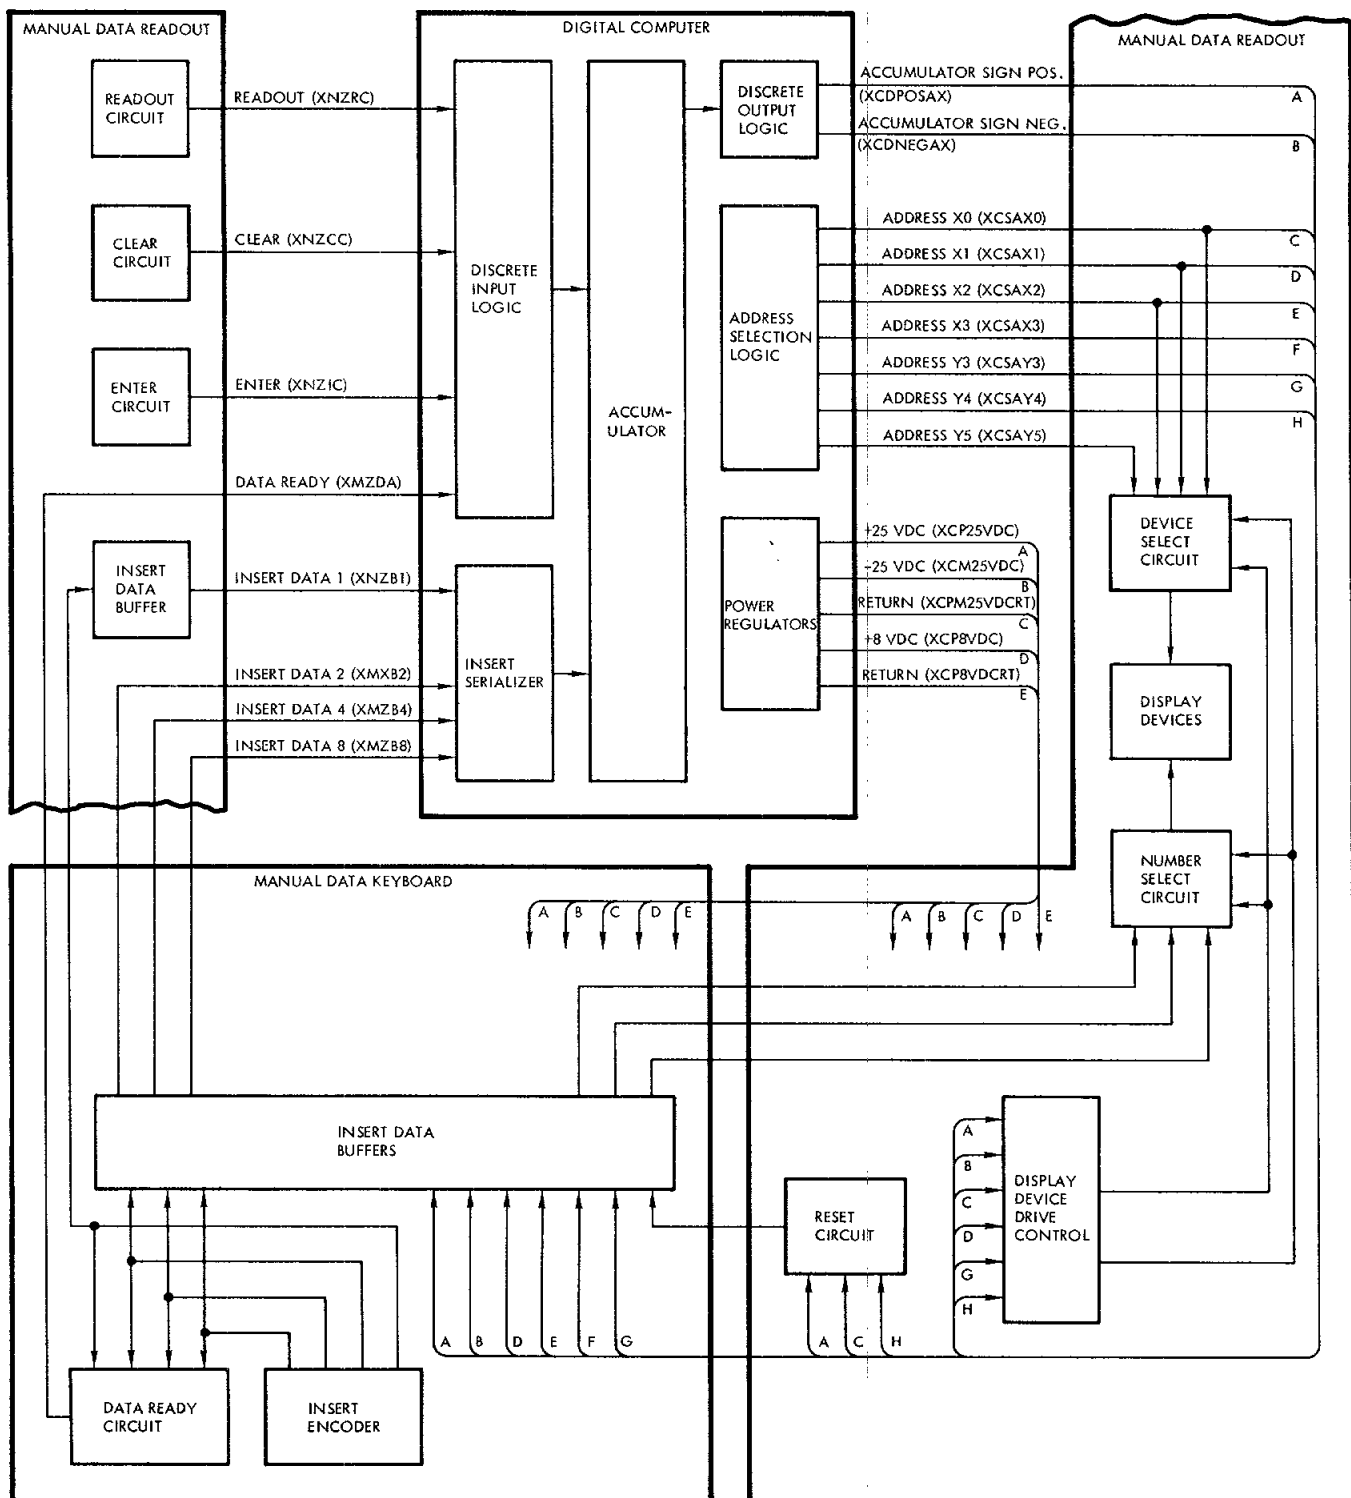 MANUAL DATA READOUT
DIGITAL COMPUTER
MANUAL DATA READOUT
READOUT
CIRCUIT
READOUT (XNZRC)
CLEAR
CIRCUIT
CLEAR (XNZCC)
ENTER
CIRCUIT
ENTER (XNZIC)
DATA READY (XMZDA)
INSERT
DATA
BUFFER
INSERT DATA 1 (XNZB1)
INSERT DATA 2 (XMXB2)
INSERT DATA 4 (XMZB4)
INSERT DATA 8 (XMZB8)
DISCRETE
INPUT
LOGIC
INSERT
SERIALIZER
ACCUM-
ULATOR
DISCRETE
OUTPUT
LOGIC
ADDRESS
SELECTION
LOGIC
POWER
REGULATORS
ACCUMULATOR SIGN POS.
(XCDPOSAX)
A
ACCUMULATOR SIGN NEG.
(XCDNEGAX)
B
ADDRESS X0 (XCSAX0)
C
ADDRESS X1 (XCSAX1)
D
ADDRESS X2 (XCSAX2)
E
ADDRESS X3 (XCSAX3)
F
ADDRESS Y3 (XCSAY3)
G
ADDRESS Y4 (XCSAY4)
H
ADDRESS Y5 (XCSAY5)
+25 VDC (XCP25VDC)
A
-25 VDC (XCM25VDC)
B
RETURN (XCPM25VDCRT)
C
+8 VDC (XCP8VDC)
D
RETURN (XCP8VDCRT)
E
DEVICE
SELECT
CIRCUIT
DISPLAY
DEVICES
NUMBER
SELECT
CIRCUIT
MANUAL DATA KEYBOARD
A B C D E
A B C D E
INSERT DATA
BUFFERS
RESET
CIRCUIT
DISPLAY
DEVICE
DRIVE
CONTROL
A
B
C
D
G
H
A B D E F G
A C H
DATA READY
CIRCUIT
INSERT
ENCODER